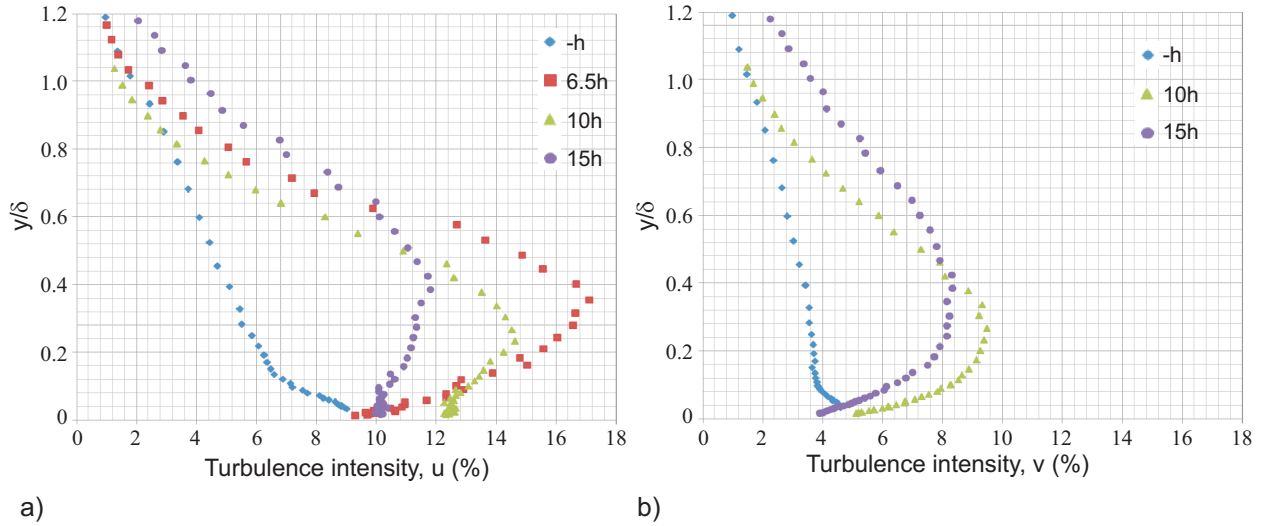 1.2
1.0
0.8
0.6
0.4
0.2
0
y/δ
0 2 4 6 8 10 12 14 16 18
Turbulence intensity, u (%)
-h
6.5h
10h
15h
a)
1.2
1.0
0.8
0.6
0.4
0.2
0
y/δ
0 2 4 6 8 10 12 14 16 18
Turbulence intensity, v (%)
-h
10h
15h
b)